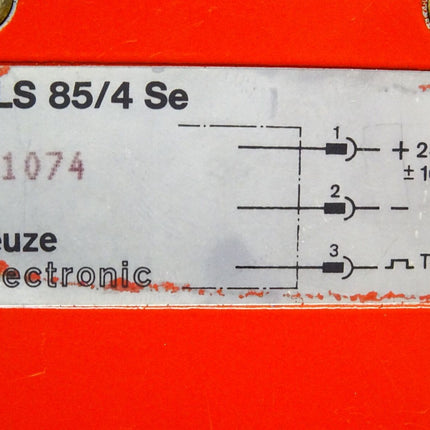 LS 85/4 Se
1074
euze
ectronic
1 + 2
± 1
2 –
3 T